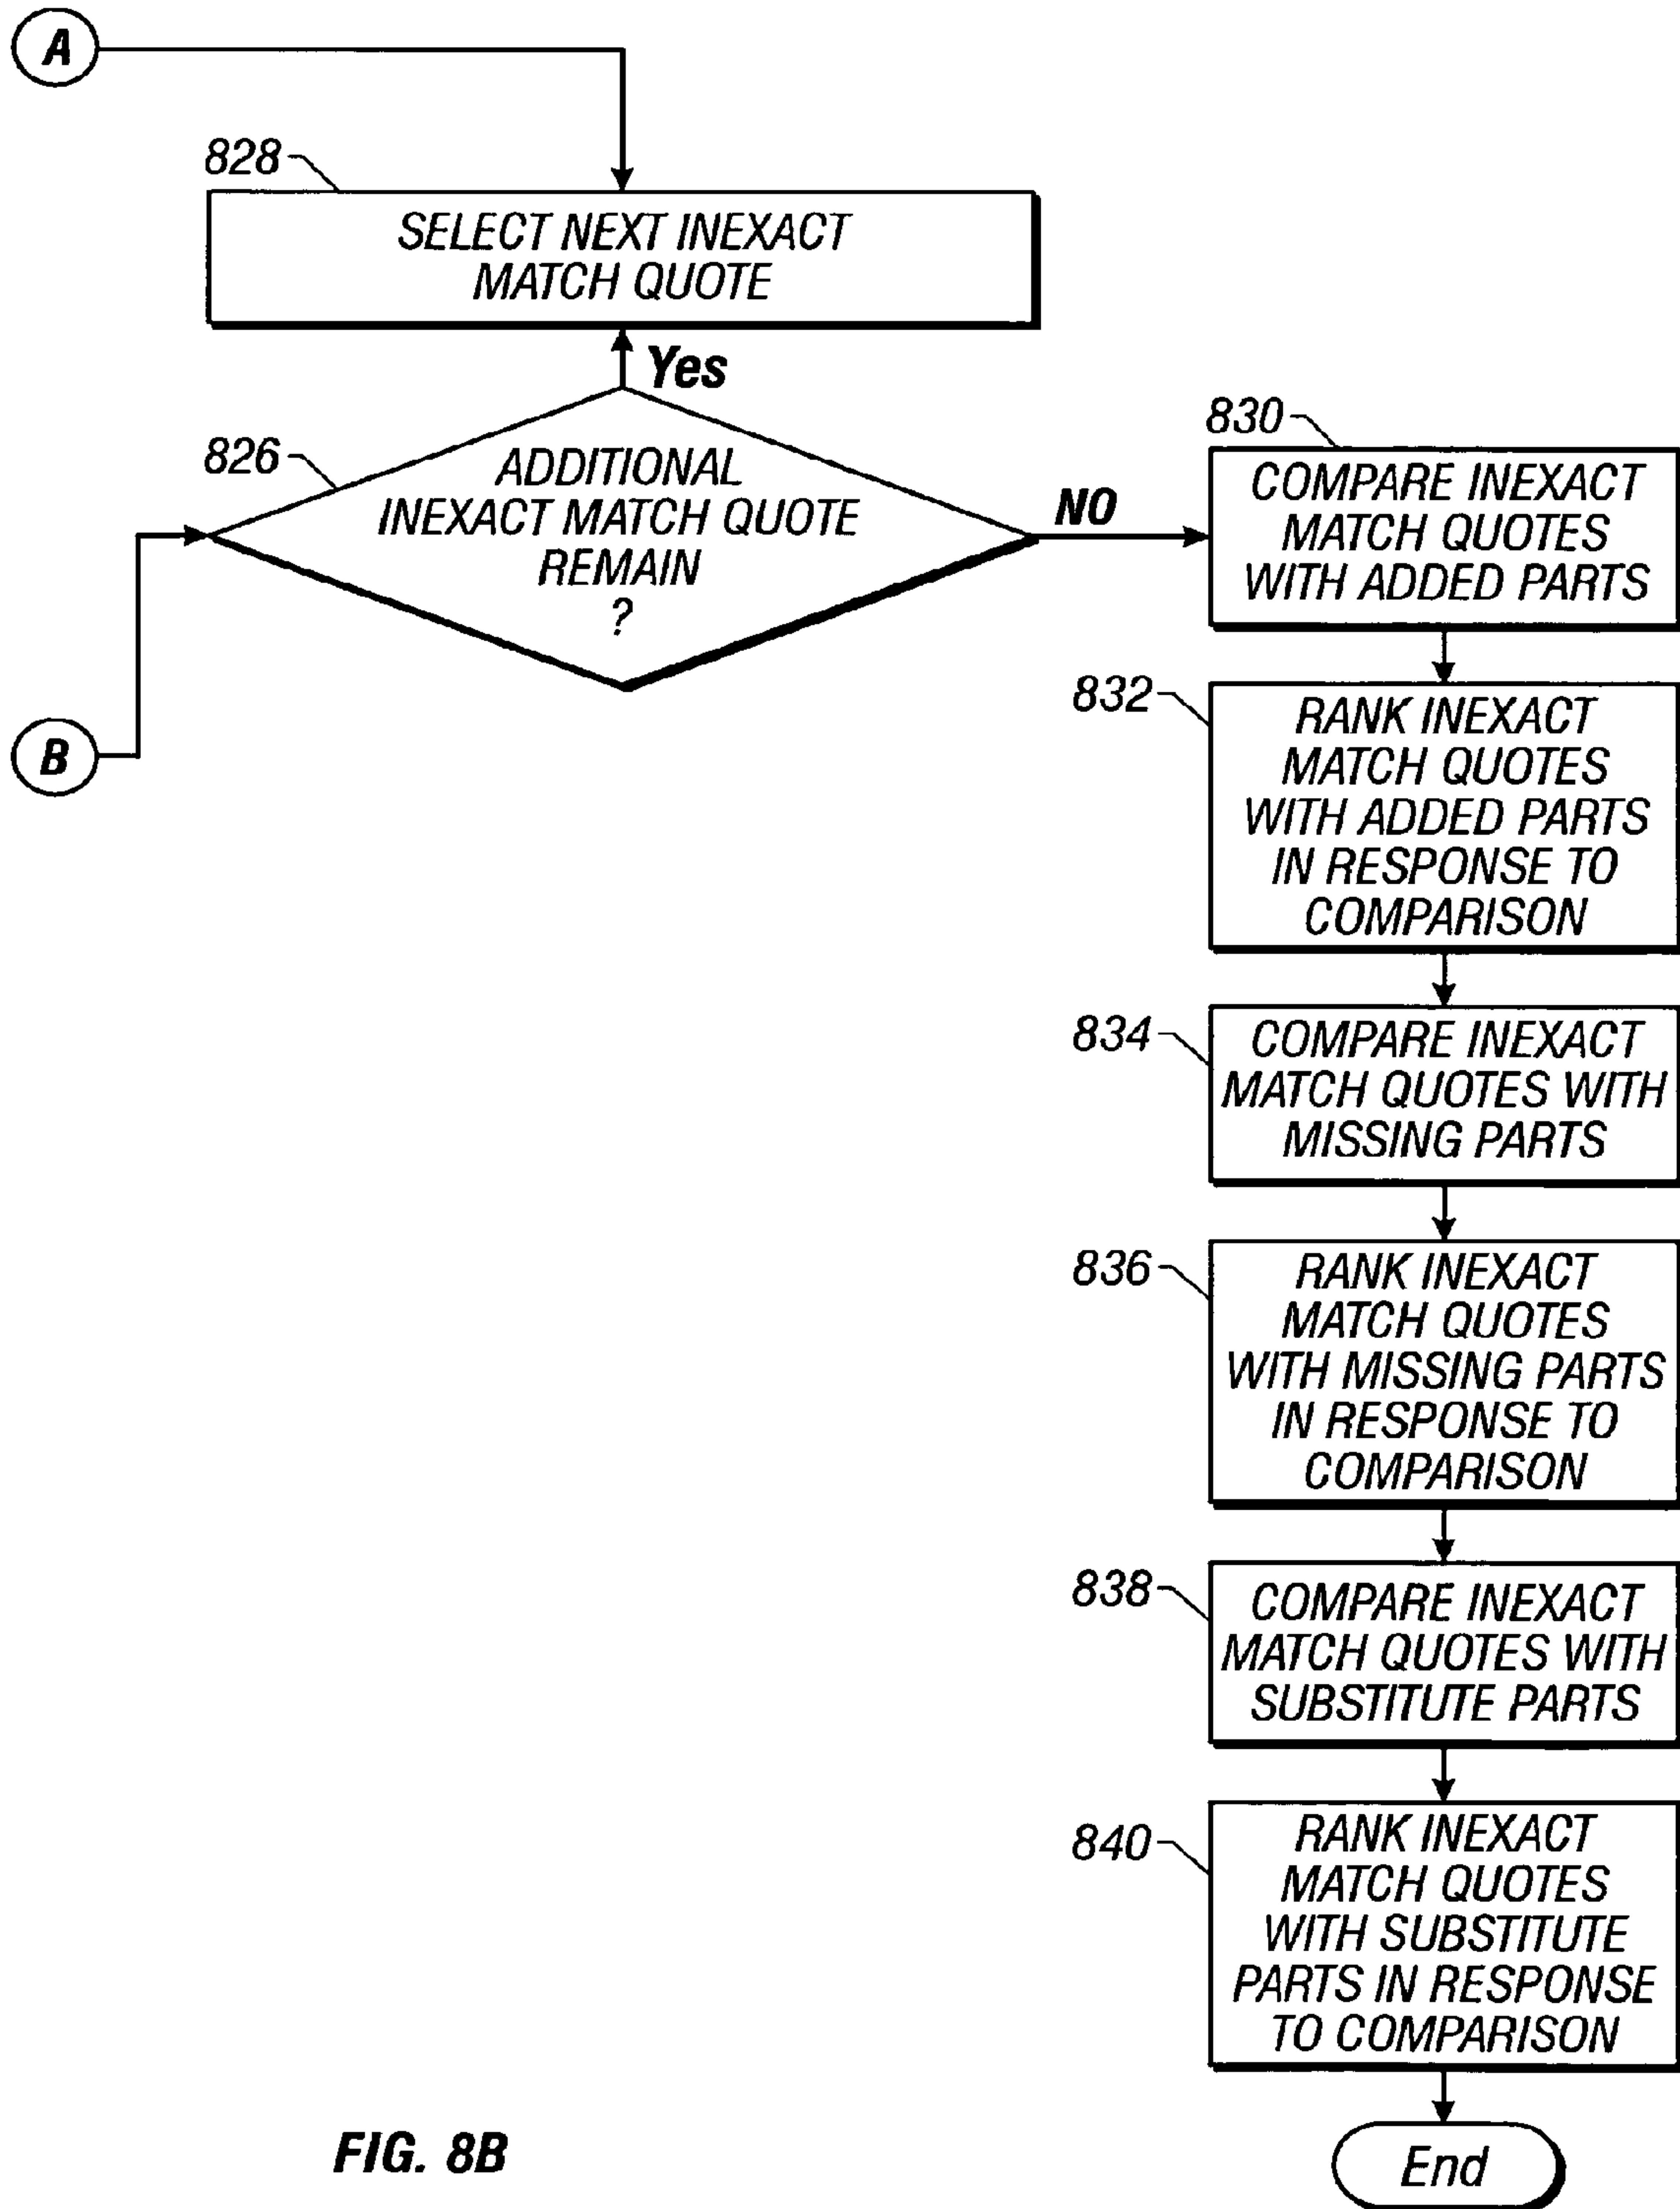 A
828
SELECT NEXT INEXACT
MATCH QUOTE
Yes
826
ADDITIONAL
INEXACT MATCH QUOTE
REMAIN
?
NO
B
830
COMPARE INEXACT
MATCH QUOTES
WITH ADDED PARTS
832
RANK INEXACT
MATCH QUOTES
WITH ADDED PARTS
IN RESPONSE TO
COMPARISON
834
COMPARE INEXACT
MATCH QUOTES WITH
MISSING PARTS
836
RANK INEXACT
MATCH QUOTES
WITH MISSING PARTS
IN RESPONSE TO
COMPARISON
838
COMPARE INEXACT
MATCH QUOTES WITH
SUBSTITUTE PARTS
840
RANK INEXACT
MATCH QUOTES
WITH SUBSTITUTE
PARTS IN RESPONSE
TO COMPARISON
End
FIG. 8B